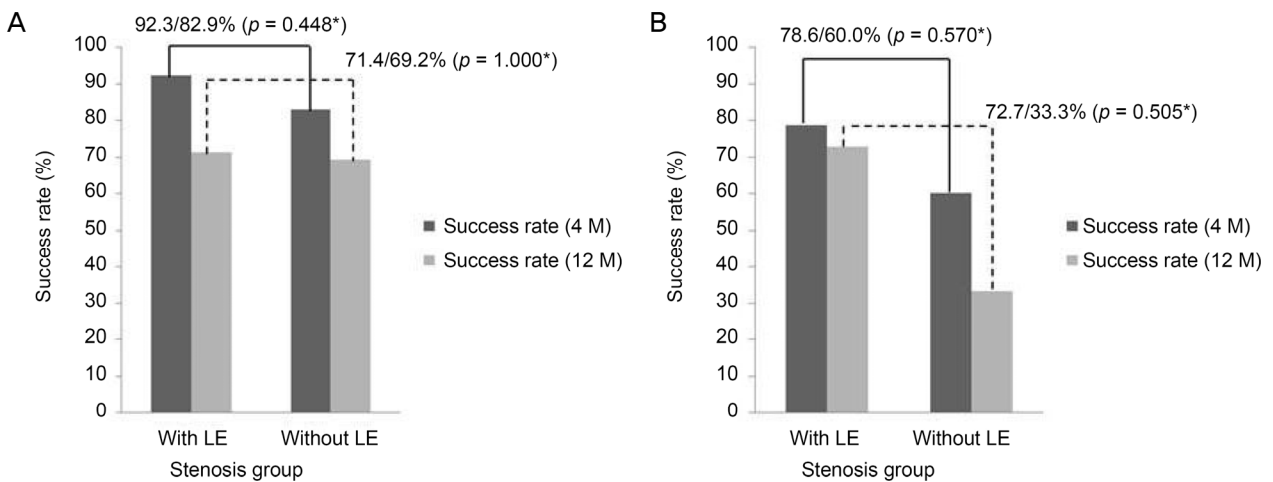 A
92.3/82.9% (p = 0.448*)
71.4/69.2% (p = 1.000*)
Success rate (%)
100
90
80
70
60
50
40
30
20
10
0
With LE
Without LE
Stenosis group
Success rate (4 M)
Success rate (12 M)
B
78.6/60.0% (p = 0.570*)
72.7/33.3% (p = 0.505*)
Success rate (%)
100
90
80
70
60
50
40
30
20
10
0
With LE
Without LE
Stenosis group
Success rate (4 M)
Success rate (12 M)